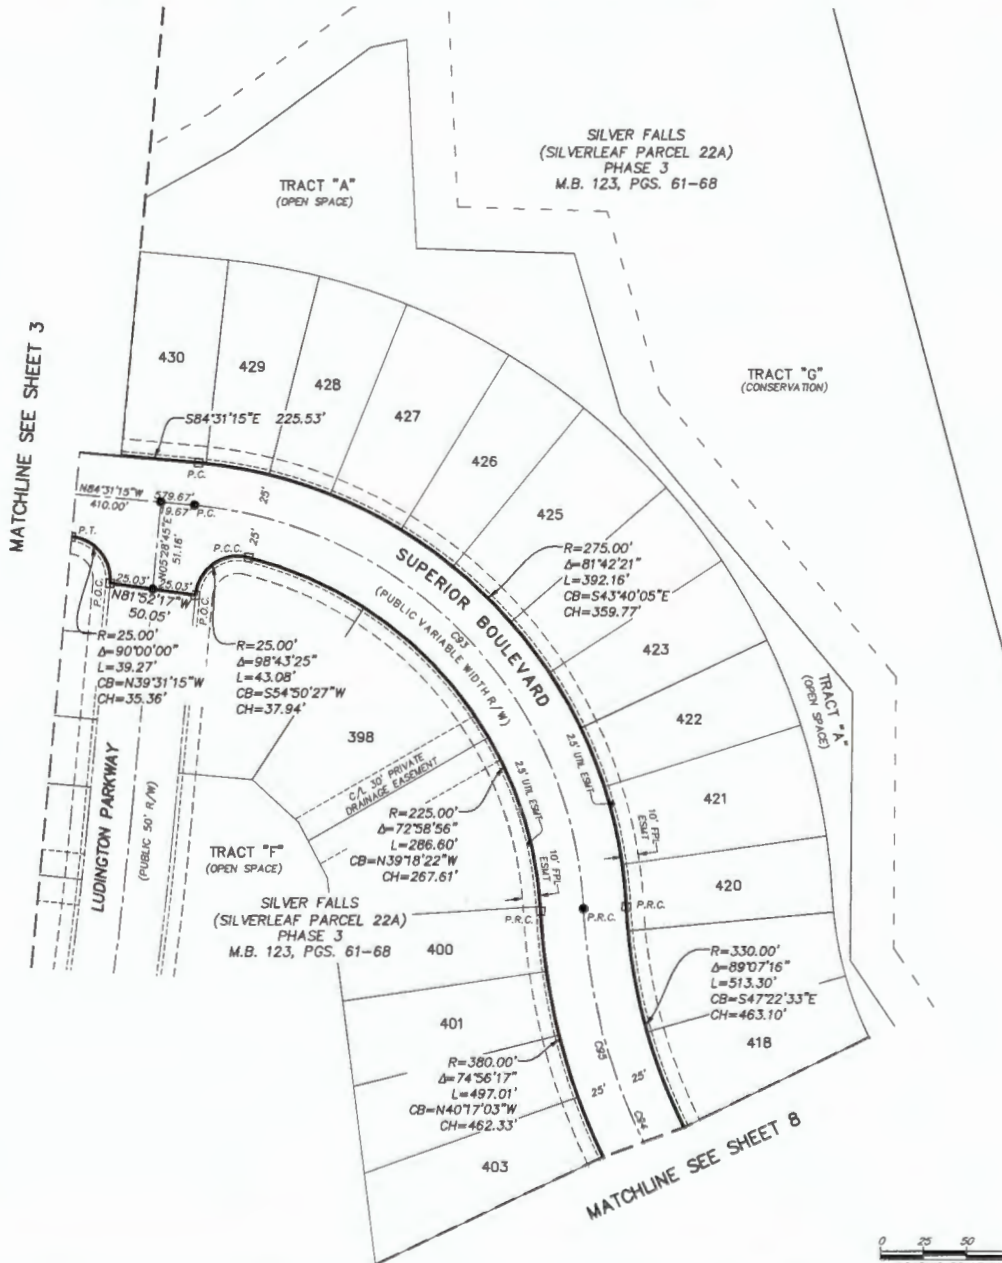 SILVER FALLS
(SILVERLEAF PARCEL 22A)
PHASE 3
M.B. 123, PGS. 61-68
TRACT "A"
(OPEN SPACE)
MATCHLINE SEE SHEET 3
TRACT "G"
(CONSERVATION)
430
429
428
427
426
425
423
422
421
420
418
S84°31'15"E 225.53'
P.C.
N84°31'15"W
410.00'
579.67'
9.67'
P.C.
N05°28'45"E
51.16'
P.T.
P.C.C.
25'
25'
P.O.C.
25.03'
25.03'
P.O.C.
N81°52'17"W
50.05'
SUPERIOR BOULEVARD
(PUBLIC VARIABLE WIDTH R/W)
C93
R=275.00'
Δ=81°42'21"
L=392.16'
CB=S43°40'05"E
CH=359.77'
R=25.00'
Δ=90°00'00"
L=39.27'
CB=N39°31'15"W
CH=35.36'
R=25.00'
Δ=98°43'25"
L=43.08'
CB=S54°50'27"W
CH=37.94'
TRACT "A"
(OPEN SPACE)
398
C/L 30' PRIVATE
DRAINAGE EASEMENT
2.5' UTIL ESMT
2.5' UTIL ESMT
10' FPL
ESMT
10' FPL
ESMT
LUDINGTON PARKWAY
(PUBLIC 50' R/W)
R=225.00'
Δ=72°58'56"
L=286.60'
CB=N39°18'22"W
CH=267.61'
TRACT "F"
(OPEN SPACE)
SILVER FALLS
(SILVERLEAF PARCEL 22A)
PHASE 3
M.B. 123, PGS. 61-68
P.R.C.
P.R.C.
P.R.C.
400
401
403
R=330.00'
Δ=89°07'16"
L=513.30'
CB=S47°22'33"E
CH=463.10'
R=380.00'
Δ=74°56'17"
L=497.01'
CB=N40°17'03"W
CH=462.33'
C95
25'
25'
C94
MATCHLINE SEE SHEET 8
0 25 50